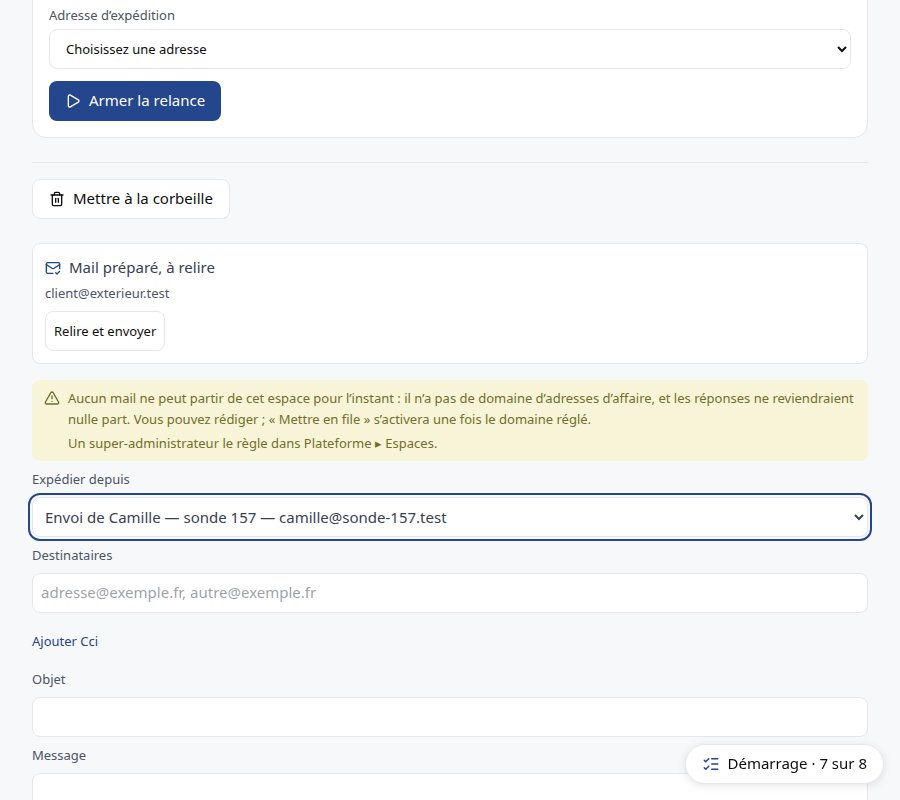 Adresse d’expédition
Choisissez une adresse
Armer la relance
Mettre à la corbeille
Mail préparé, à relire
client@exterieur.test
Relire et envoyer
Aucun mail ne peut partir de cet espace pour l’instant : il n’a pas de domaine d’adresses d’affaire, et les réponses ne reviendraient
nulle part. Vous pouvez rédiger ; « Mettre en file » s’activera une fois le domaine réglé.
Un super-administrateur le règle dans Plateforme ▸ Espaces.
Expédier depuis
Envoi de Camille — sonde 157 — camille@sonde-157.test
Destinataires
adresse@exemple.fr, autre@exemple.fr
Ajouter Cci
Objet
Message
Démarrage · 7 sur 8